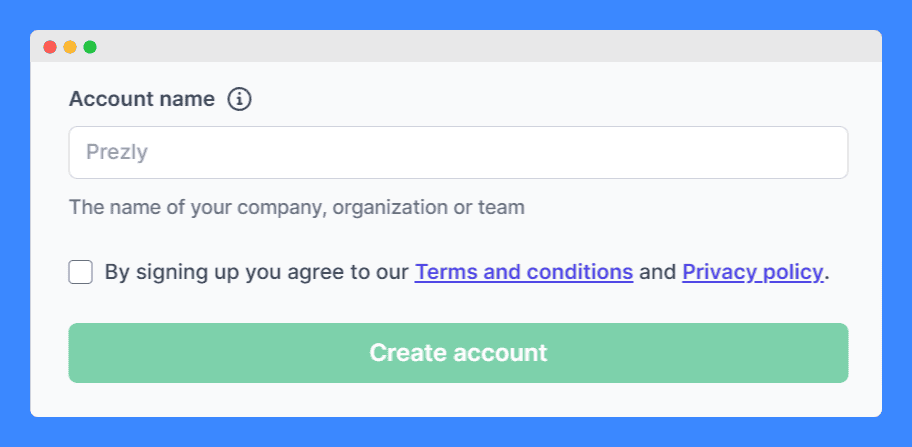 Account name
Prezly
The name of your company, organization or team
By signing up you agree to our Terms and conditions and Privacy policy.
Create account